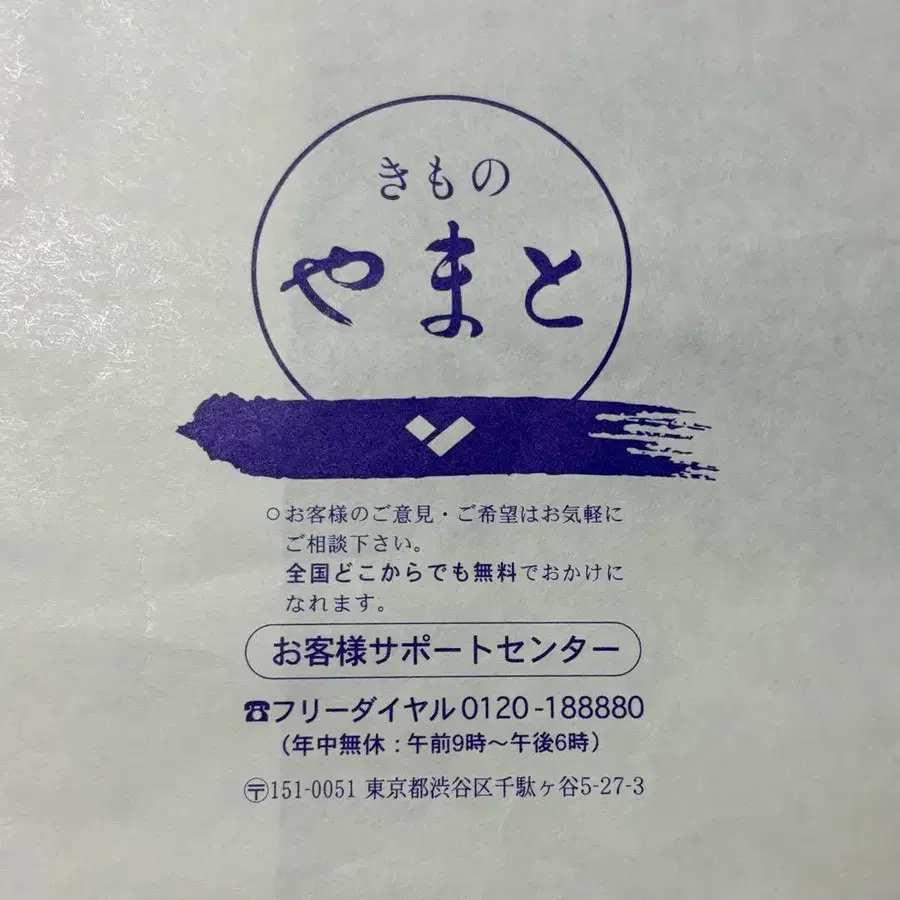 きもの
やまと
○お客様のご意見・ご希望はお気軽に
ご相談下さい。
全国どこからでも無料でおかけに
なれます。
お客様サポートセンター
☎フリーダイヤル 0120-188880
（年中無休：午前9時〜午後6時）
〒151-0051 東京都渋谷区千駄ヶ谷5-27-3